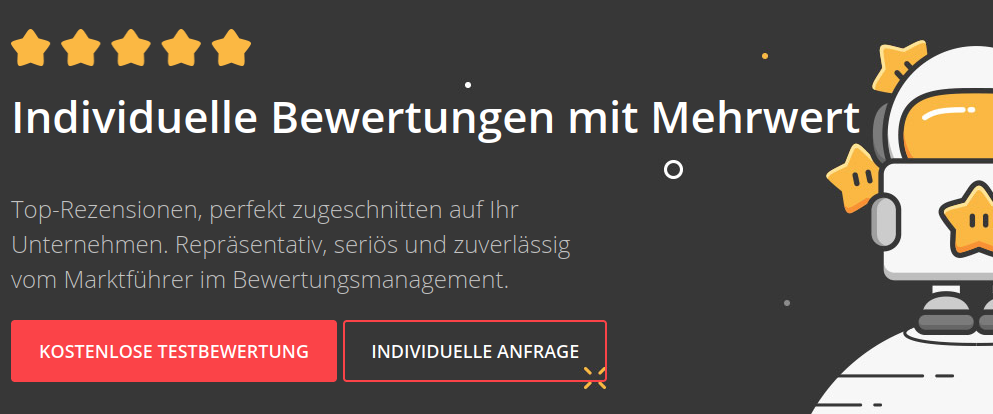 Individuelle Bewertungen mit Mehrwert
Top-Rezensionen, perfekt zugeschnitten auf Ihr
Unternehmen. Repräsentativ, seriös und zuverlässig
vom Marktführer im Bewertungsmanagement.
KOSTENLOSE TESTBEWERTUNG
INDIVIDUELLE ANFRAGE